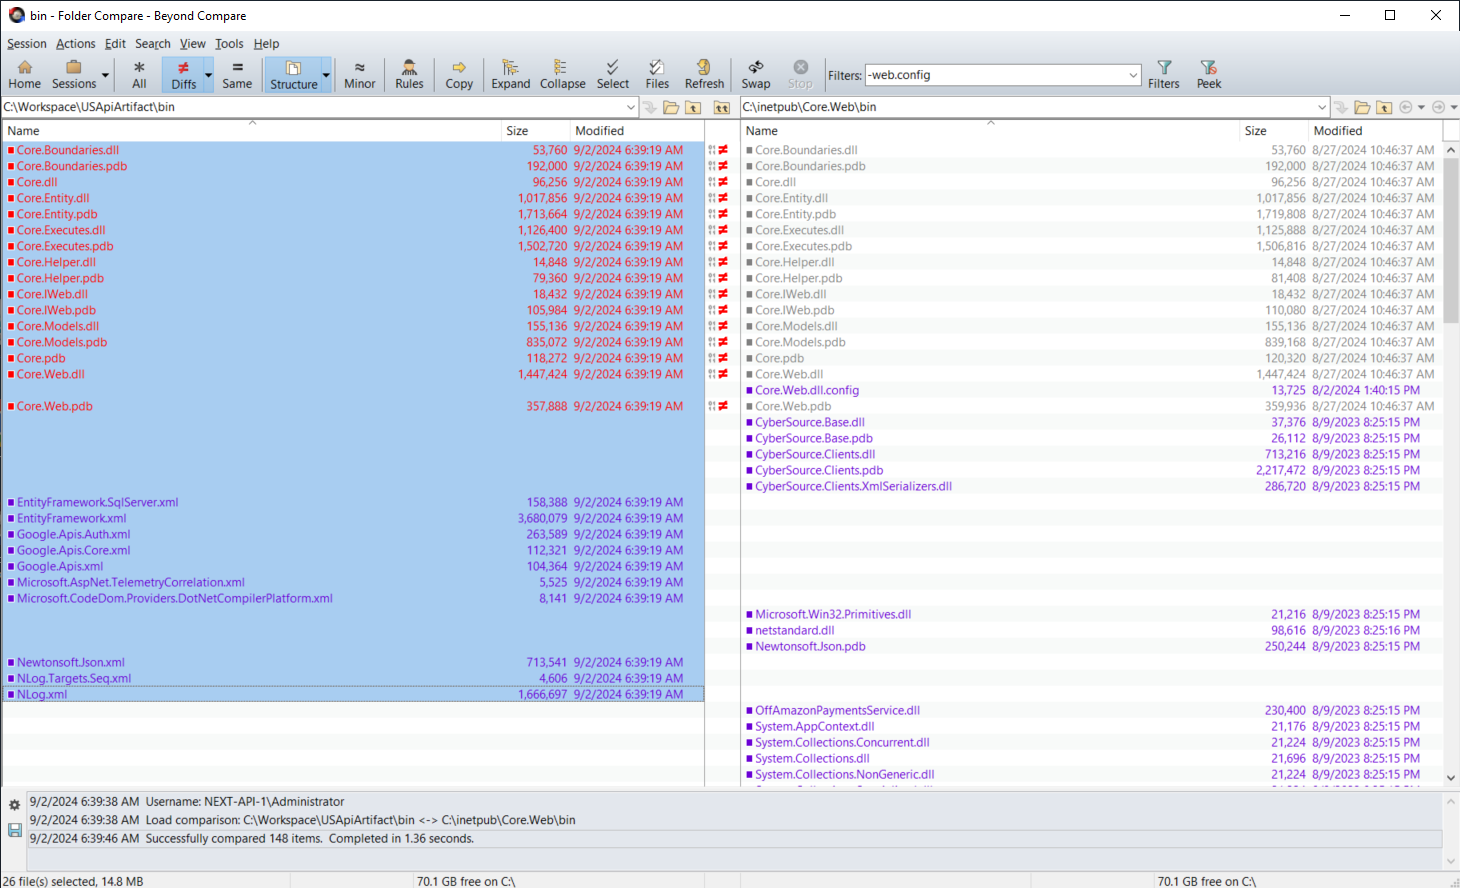 bin - Folder Compare - Beyond Compare
Session Actions Edit Search View Tools Help
Home Sessions All Diffs Same Structure Minor Rules Copy Expand Collapse Select Files Refresh Swap Stop Filters: -web.config Filters Peek
C:\Workspace\USApiArtifact\bin C:\inetpub\Core.Web\bin
Name Size Modified Name Size Modified
Core.Boundaries.dll 53,760 9/2/2024 6:39:19 AM Core.Boundaries.dll 53,760 8/27/2024 10:46:37 AM
Core.Boundaries.pdb 192,000 9/2/2024 6:39:19 AM Core.Boundaries.pdb 192,000 8/27/2024 10:46:37 AM
Core.dll 96,256 9/2/2024 6:39:19 AM Core.dll 96,256 8/27/2024 10:46:37 AM
Core.Entity.dll 1,017,856 9/2/2024 6:39:19 AM Core.Entity.dll 1,017,856 8/27/2024 10:46:37 AM
Core.Entity.pdb 1,713,664 9/2/2024 6:39:19 AM Core.Entity.pdb 1,719,808 8/27/2024 10:46:37 AM
Core.Executes.dll 1,126,400 9/2/2024 6:39:19 AM Core.Executes.dll 1,125,888 8/27/2024 10:46:37 AM
Core.Executes.pdb 1,502,720 9/2/2024 6:39:19 AM Core.Executes.pdb 1,506,816 8/27/2024 10:46:37 AM
Core.Helper.dll 14,848 9/2/2024 6:39:19 AM Core.Helper.dll 14,848 8/27/2024 10:46:37 AM
Core.Helper.pdb 79,360 9/2/2024 6:39:19 AM Core.Helper.pdb 81,408 8/27/2024 10:46:37 AM
Core.IWeb.dll 18,432 9/2/2024 6:39:19 AM Core.IWeb.dll 18,432 8/27/2024 10:46:37 AM
Core.IWeb.pdb 105,984 9/2/2024 6:39:19 AM Core.IWeb.pdb 110,080 8/27/2024 10:46:37 AM
Core.Models.dll 155,136 9/2/2024 6:39:19 AM Core.Models.dll 155,136 8/27/2024 10:46:37 AM
Core.Models.pdb 835,072 9/2/2024 6:39:19 AM Core.Models.pdb 839,168 8/27/2024 10:46:37 AM
Core.pdb 118,272 9/2/2024 6:39:19 AM Core.pdb 120,320 8/27/2024 10:46:37 AM
Core.Web.dll 1,447,424 9/2/2024 6:39:19 AM Core.Web.dll 1,447,424 8/27/2024 10:46:37 AM
Core.Web.dll.config 13,725 8/2/2024 1:40:15 PM
Core.Web.pdb 357,888 9/2/2024 6:39:19 AM Core.Web.pdb 359,936 8/27/2024 10:46:37 AM
CyberSource.Base.dll 37,376 8/9/2023 8:25:15 PM
CyberSource.Base.pdb 26,112 8/9/2023 8:25:15 PM
CyberSource.Clients.dll 713,216 8/9/2023 8:25:15 PM
CyberSource.Clients.pdb 2,217,472 8/9/2023 8:25:15 PM
CyberSource.Clients.XmlSerializers.dll 286,720 8/9/2023 8:25:15 PM
EntityFramework.SqlServer.xml 158,388 9/2/2024 6:39:19 AM
EntityFramework.xml 3,680,079 9/2/2024 6:39:19 AM
Google.Apis.Auth.xml 263,589 9/2/2024 6:39:19 AM
Google.Apis.Core.xml 112,321 9/2/2024 6:39:19 AM
Google.Apis.xml 104,364 9/2/2024 6:39:19 AM
Microsoft.AspNet.TelemetryCorrelation.xml 5,525 9/2/2024 6:39:19 AM
Microsoft.CodeDom.Providers.DotNetCompilerPlatform.xml 8,141 9/2/2024 6:39:19 AM
Microsoft.Win32.Primitives.dll 21,216 8/9/2023 8:25:15 PM
netstandard.dll 98,616 8/9/2023 8:25:16 PM
Newtonsoft.Json.pdb 250,244 8/9/2023 8:25:15 PM
Newtonsoft.Json.xml 713,541 9/2/2024 6:39:19 AM
NLog.Targets.Seq.xml 4,606 9/2/2024 6:39:19 AM
NLog.xml 1,666,697 9/2/2024 6:39:19 AM
OffAmazonPaymentsService.dll 230,400 8/9/2023 8:25:15 PM
System.AppContext.dll 21,176 8/9/2023 8:25:15 PM
System.Collections.Concurrent.dll 21,224 8/9/2023 8:25:15 PM
System.Collections.dll 21,696 8/9/2023 8:25:15 PM
System.Collections.NonGeneric.dll 21,224 8/9/2023 8:25:15 PM
9/2/2024 6:39:38 AM Username: NEXT-API-1\Administrator
9/2/2024 6:39:38 AM Load comparison: C:\Workspace\USApiArtifact\bin <-> C:\inetpub\Core.Web\bin
9/2/2024 6:39:46 AM Successfully compared 148 items. Completed in 1.36 seconds.
26 file(s) selected, 14.8 MB 70.1 GB free on C:\ 70.1 GB free on C:\